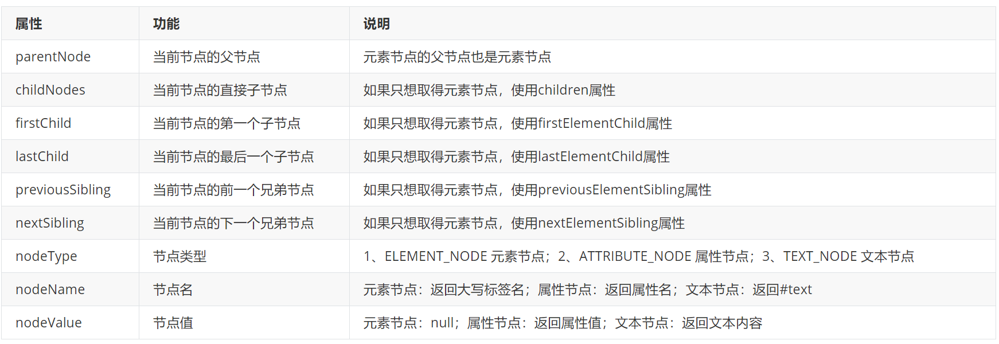 属性 功能 说明
parentNode 当前节点的父节点 元素节点的父节点也是元素节点
childNodes 当前节点的直接子节点 如果只想取得元素节点，使用children属性
firstChild 当前节点的第一个子节点 如果只想取得元素节点，使用firstElementChild属性
lastChild 当前节点的最后一个子节点 如果只想取得元素节点，使用lastElementChild属性
previousSibling 当前节点的前一个兄弟节点 如果只想取得元素节点，使用previousElementSibling属性
nextSibling 当前节点的下一个兄弟节点 如果只想取得元素节点，使用nextElementSibling属性
nodeType 节点类型 1、ELEMENT_NODE 元素节点；2、ATTRIBUTE_NODE 属性节点；3、TEXT_NODE 文本节点
nodeName 节点名 元素节点：返回大写标签名；属性节点：返回属性名；文本节点：返回#text
nodeValue 节点值 元素节点：null；属性节点：返回属性值；文本节点：返回文本内容